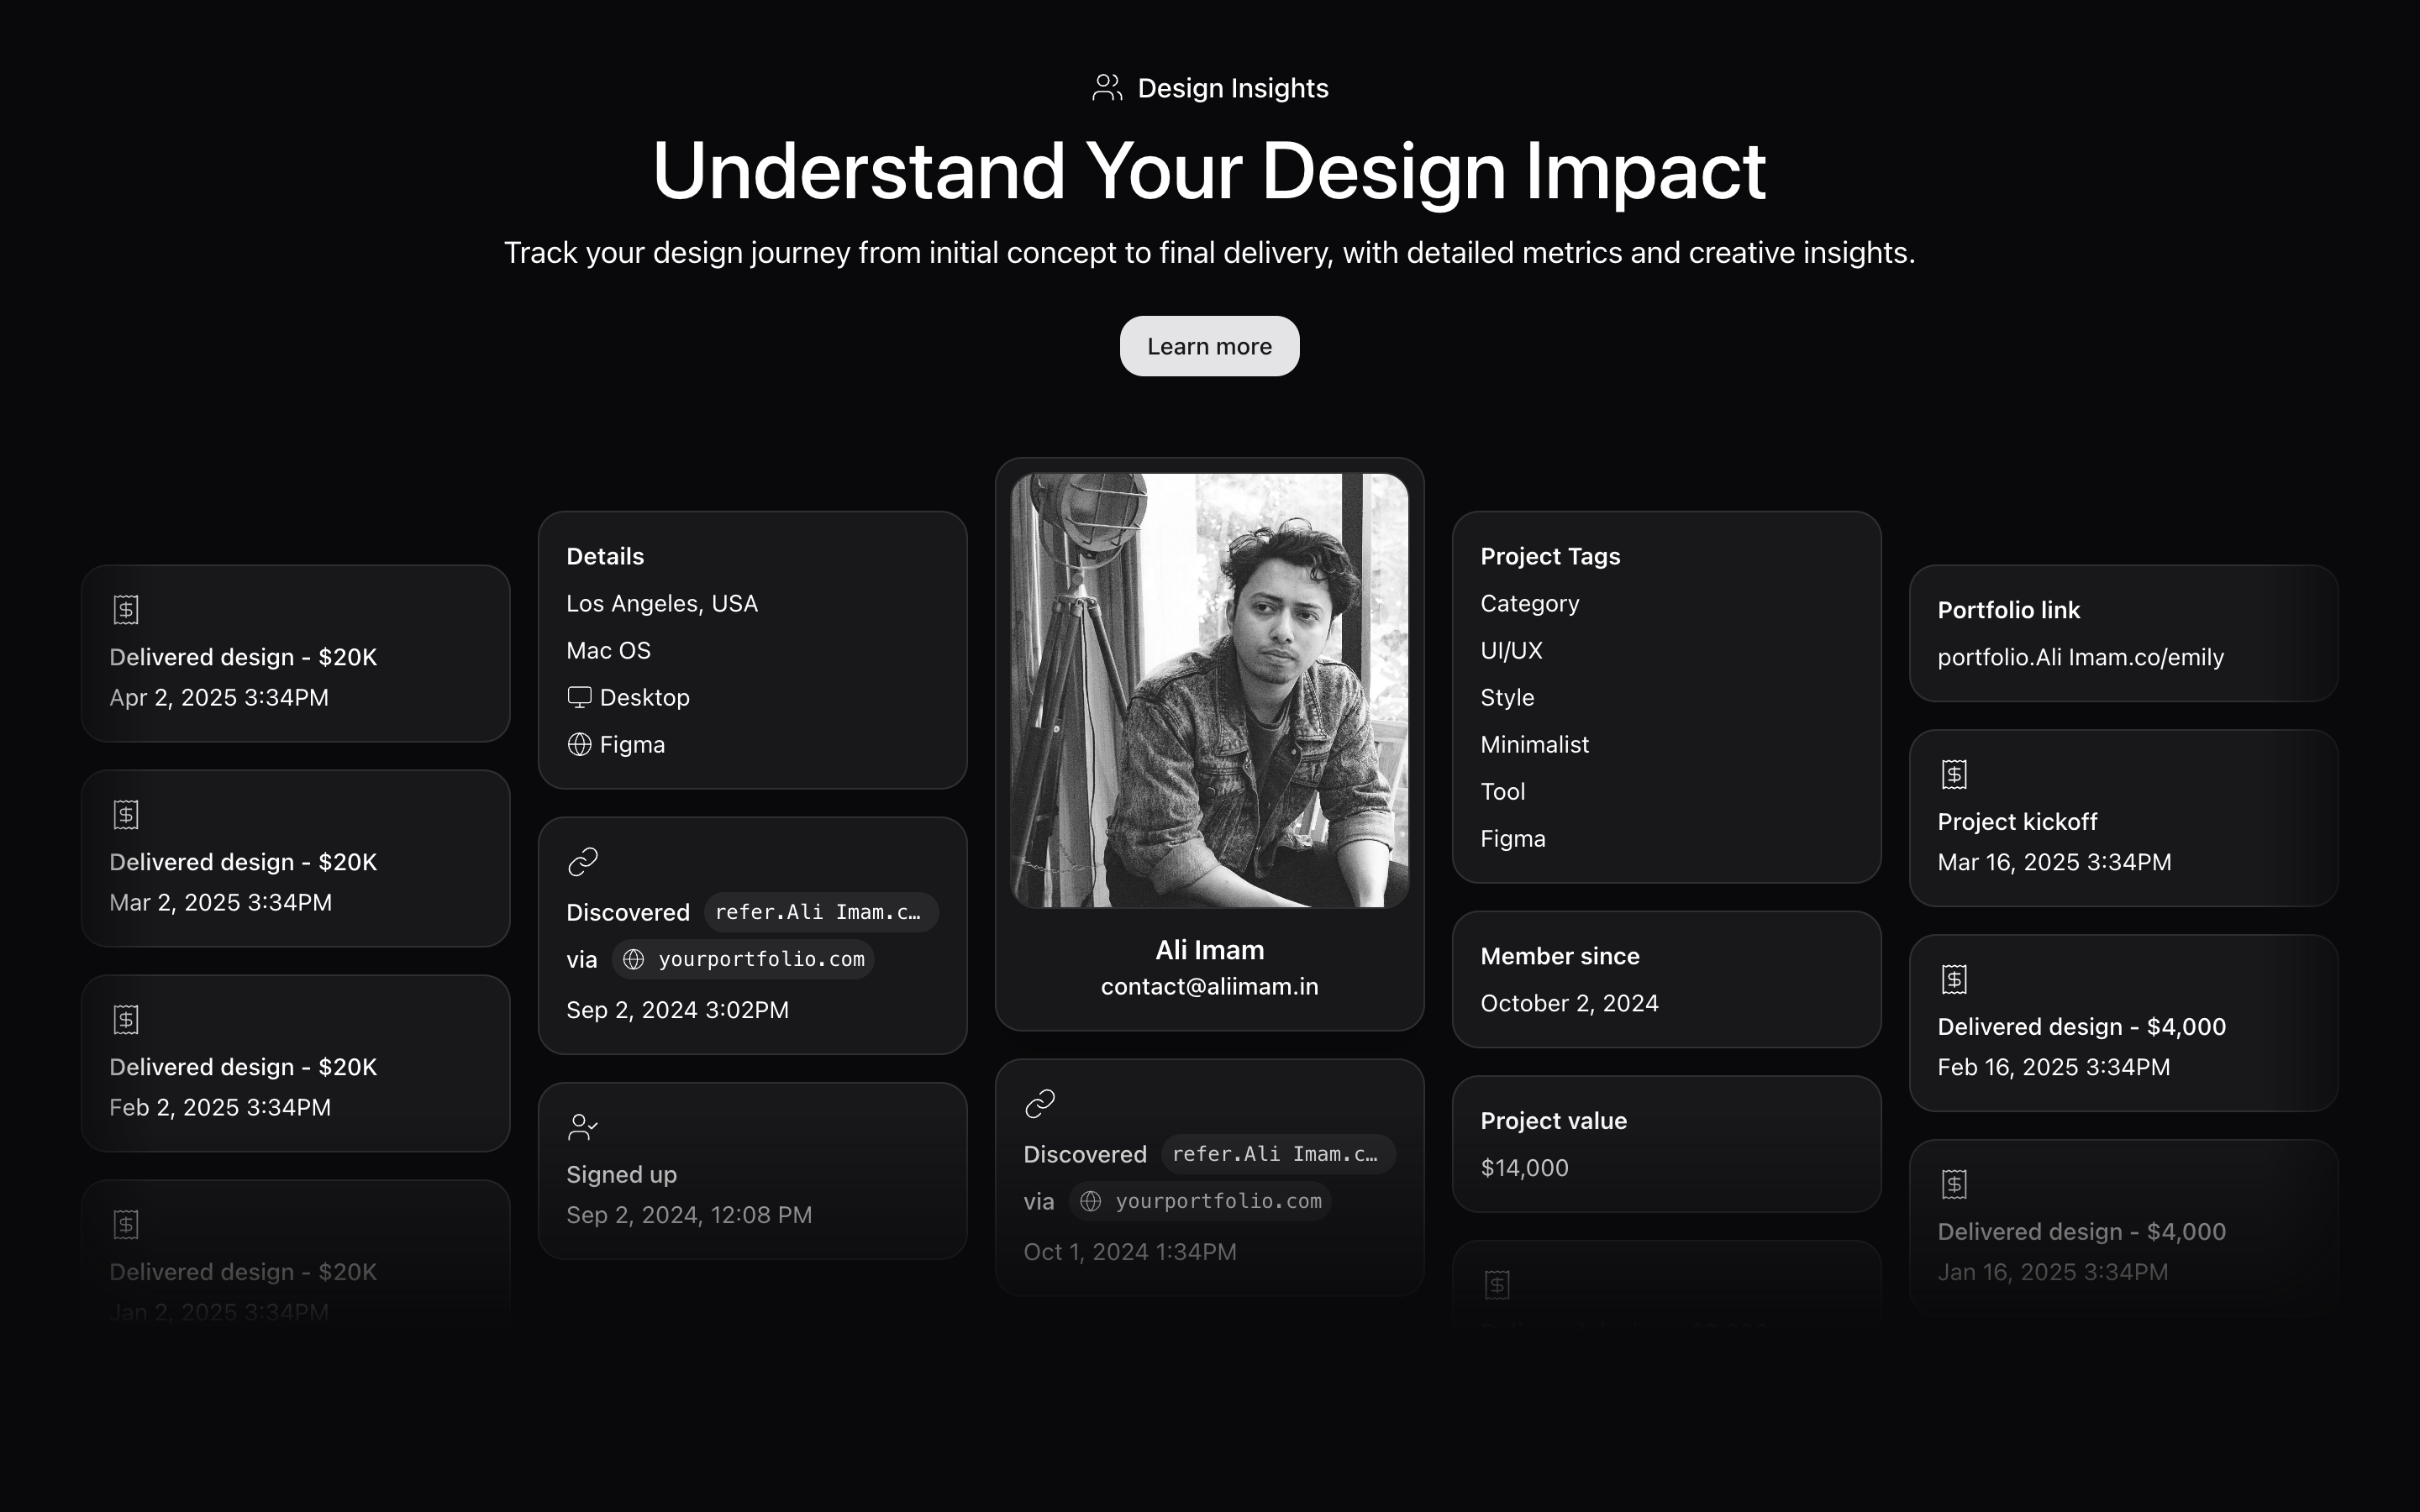 Design Insights
Understand Your Design Impact
Track your design journey from initial concept to final delivery, with detailed metrics and creative insights.
Learn more
Delivered design - $20K
Apr 2, 2025 3:34PM
Delivered design - $20K
Mar 2, 2025 3:34PM
Delivered design - $20K
Feb 2, 2025 3:34PM
Delivered design - $20K
Jan 2, 2025 3:34PM
Details
Los Angeles, USA
Mac OS
Desktop
Figma
Discovered refer.Ali Imam.c…
via yourportfolio.com
Sep 2, 2024 3:02PM
Signed up
Sep 2, 2024, 12:08 PM
Ali Imam
contact@aliimam.in
Discovered refer.Ali Imam.c…
via yourportfolio.com
Oct 1, 2024 1:34PM
Project Tags
Category
UI/UX
Style
Minimalist
Tool
Figma
Member since
October 2, 2024
Project value
$14,000
Portfolio link
portfolio.Ali Imam.co/emily
Project kickoff
Mar 16, 2025 3:34PM
Delivered design - $4,000
Feb 16, 2025 3:34PM
Delivered design - $4,000
Jan 16, 2025 3:34PM